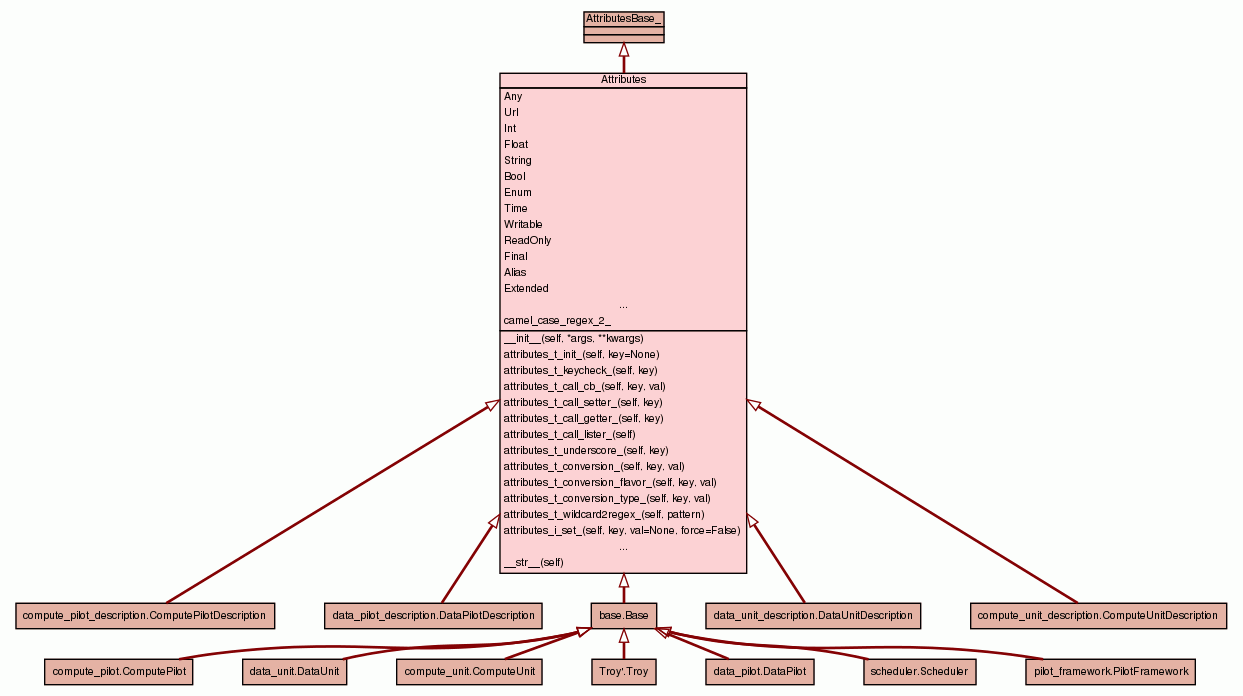 AttributesBase_
Attributes
Any
Url
Int
Float
String
Bool
Enum
Time
Writable
ReadOnly
Final
Alias
Extended
...
camel_case_regex_2_
__init__(self, *args, **kwargs)
attributes_t_init_(self, key=None)
attributes_t_keycheck_(self, key)
attributes_t_call_cb_(self, key, val)
attributes_t_call_setter_(self, key)
attributes_t_call_getter_(self, key)
attributes_t_call_lister_(self)
attributes_t_underscore_(self, key)
attributes_t_conversion_(self, key, val)
attributes_t_conversion_flavor_(self, key, val)
attributes_t_conversion_type_(self, key, val)
attributes_t_wildcard2regex_(self, pattern)
attributes_i_set_(self, key, val=None, force=False)
...
__str__(self)
compute_pilot_description.ComputePilotDescription
data_pilot_description.DataPilotDescription
base.Base
data_unit_description.DataUnitDescription
compute_unit_description.ComputeUnitDescription
compute_pilot.ComputePilot
data_unit.DataUnit
compute_unit.ComputeUnit
Troy'.Troy
data_pilot.DataPilot
scheduler.Scheduler
pilot_framework.PilotFramework